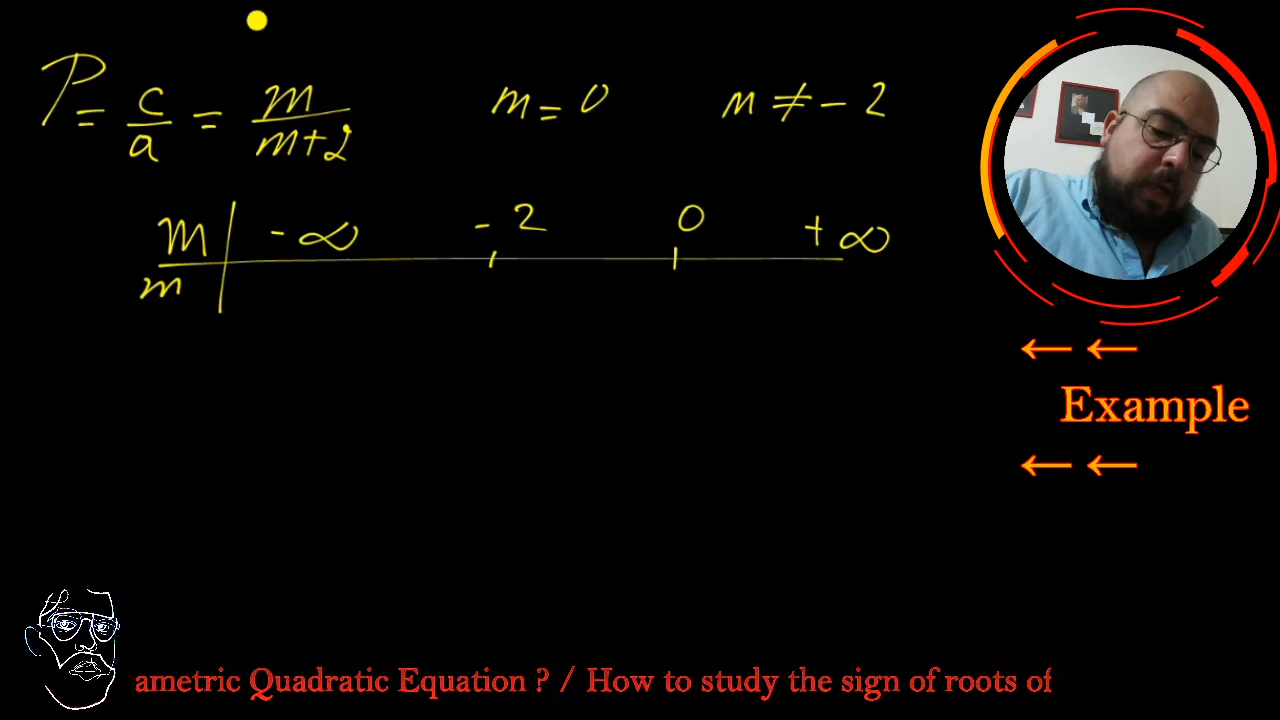 P = c/a = m/m+2 m = 0 m ≠ - 2
m - ∞ - 2 0 + ∞
m
← ←
Example
← ←
ametric Quadratic Equation ? / How to study the sign of roots of